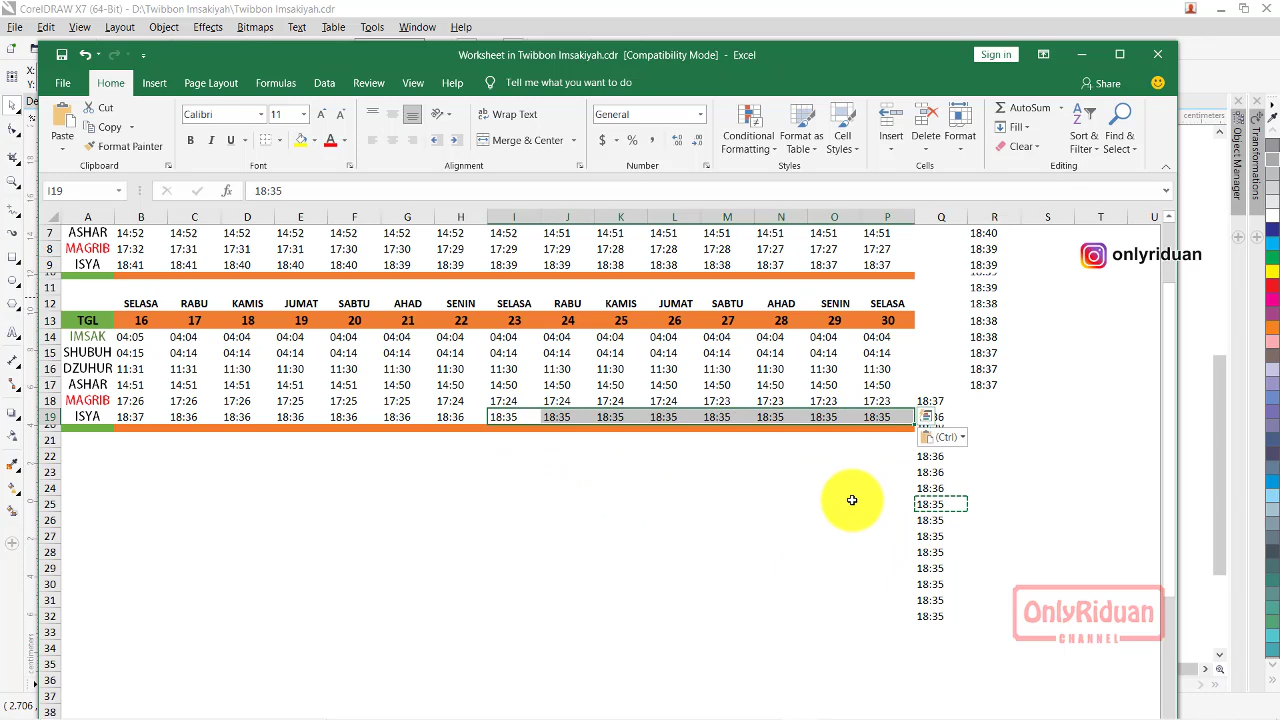 CorelDRAW X7 (64-Bit) - D:\Twibbon Imsakiyah\Twibbon Imsakiyah.cdr
File Edit View Layout Object Effects Bitmaps Text Table Tools Window Help
Worksheet in Twibbon Imsakiyah.cdr [Compatibility Mode] - Excel
Sign in
File Home Insert Page Layout Formulas Data Review View Help Tell me what you want to do Share
Paste Cut Copy Format Painter Clipboard
Calibri 11 B I U A A Font
Wrap Text Merge & Center Alignment
General $ % , Number
Conditional Formatting Format as Table Cell Styles Styles
Insert Delete Format Cells
AutoSum Fill Clear Sort & Filter Find & Select Editing
I19 fx 18:35
A B C D E F G H I J K L M N O P Q R S T U
7 ASHAR 14:52 14:52 14:52 14:52 14:52 14:52 14:52 14:52 14:51 14:51 14:51 14:51 14:51 14:51 14:51 18:40
8 MAGRIB 17:32 17:31 17:31 17:31 17:30 17:30 17:29 17:29 17:29 17:28 17:28 17:28 17:27 17:27 17:27 18:39
9 ISYA 18:41 18:41 18:40 18:40 18:40 18:39 18:39 18:39 18:38 18:38 18:38 18:38 18:37 18:37 18:37 18:39
11 18:39
12 SELASA RABU KAMIS JUMAT SABTU AHAD SENIN SELASA RABU KAMIS JUMAT SABTU AHAD SENIN SELASA 18:38
13 TGL 16 17 18 19 20 21 22 23 24 25 26 27 28 29 30 18:38
14 IMSAK 04:05 04:04 04:04 04:04 04:04 04:04 04:04 04:04 04:04 04:04 04:04 04:04 04:04 04:04 04:04 18:38
15 SHUBUH 04:15 04:14 04:14 04:14 04:14 04:14 04:14 04:14 04:14 04:14 04:14 04:14 04:14 04:14 04:14 18:37
16 DZUHUR 11:31 11:30 11:30 11:30 11:30 11:30 11:30 11:30 11:30 11:30 11:30 11:30 11:30 11:30 11:30 18:37
17 ASHAR 14:51 14:51 14:51 14:51 14:51 14:50 14:50 14:50 14:50 14:50 14:50 14:50 14:50 14:50 14:50 18:37
18 MAGRIB 17:26 17:26 17:26 17:25 17:25 17:25 17:24 17:24 17:24 17:24 17:24 17:24 17:23 17:23 17:23 18:37
19 ISYA 18:37 18:36 18:36 18:36 18:36 18:36 18:36 18:35 18:35 18:35 18:35 18:35 18:35 18:35 18:35
21 (Ctrl)
22 18:36
23 18:36
24 18:36
25 18:35
26 18:35
27 18:35
28 18:35
29 18:35
30 18:35
31 18:35
32 18:35
33
34
35
36
37
38
onlyriduan
OnlyRiduan
CHANNEL
centimeters
Object Manager
Transformations
centimeters
( 2.706